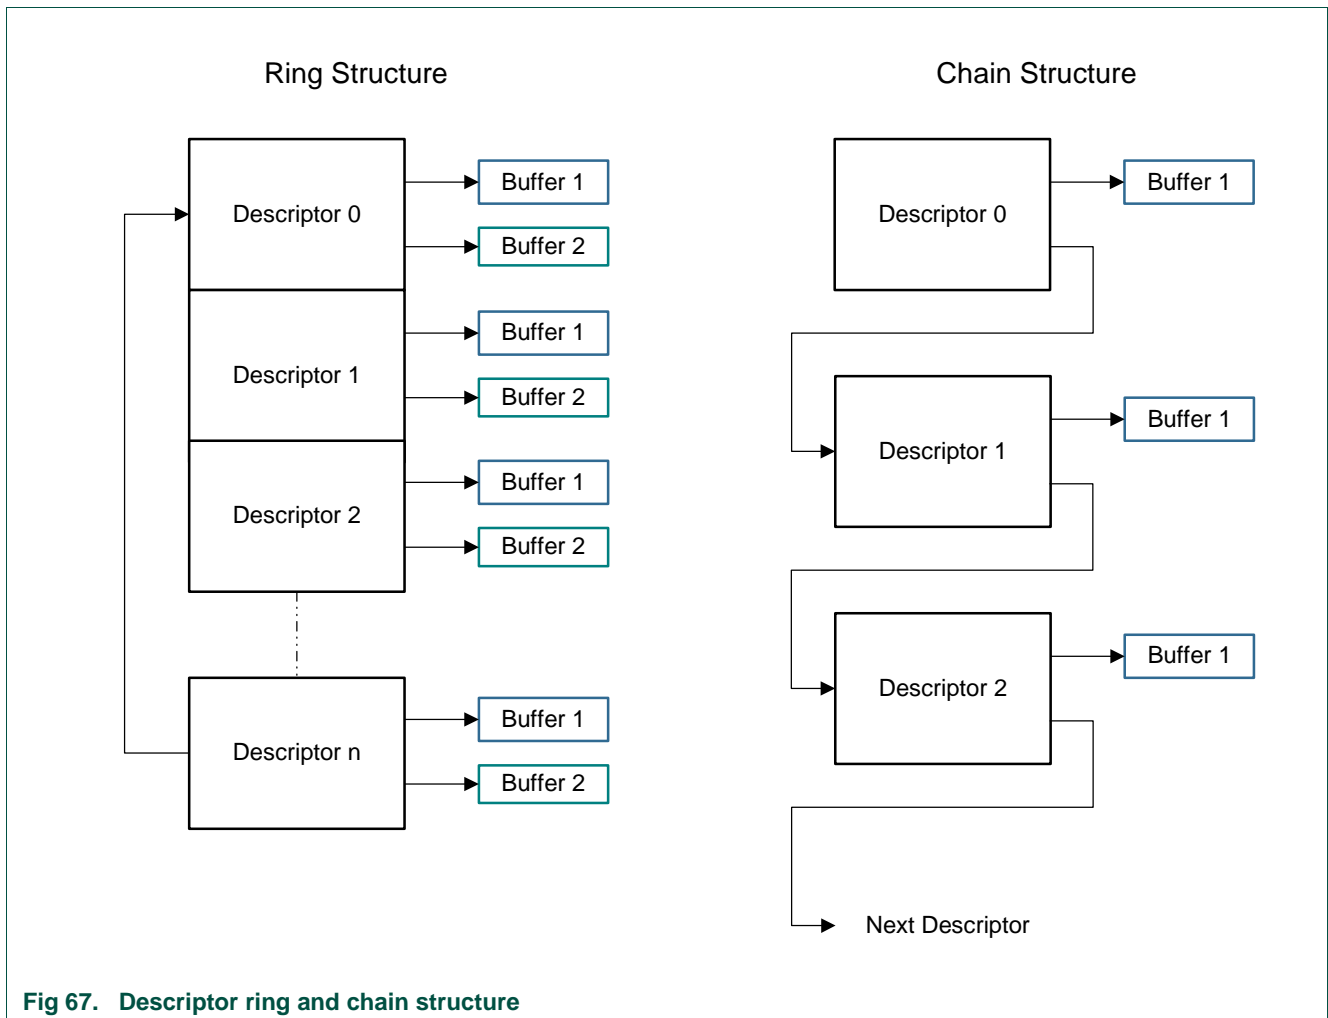 Ring Structure
Descriptor 0
Buffer 1
Buffer 2
Descriptor 1
Buffer 1
Buffer 2
Descriptor 2
Buffer 1
Buffer 2
Descriptor n
Buffer 1
Buffer 2
Chain Structure
Descriptor 0
Buffer 1
Descriptor 1
Buffer 1
Descriptor 2
Buffer 1
Next Descriptor
Fig 67. Descriptor ring and chain structure